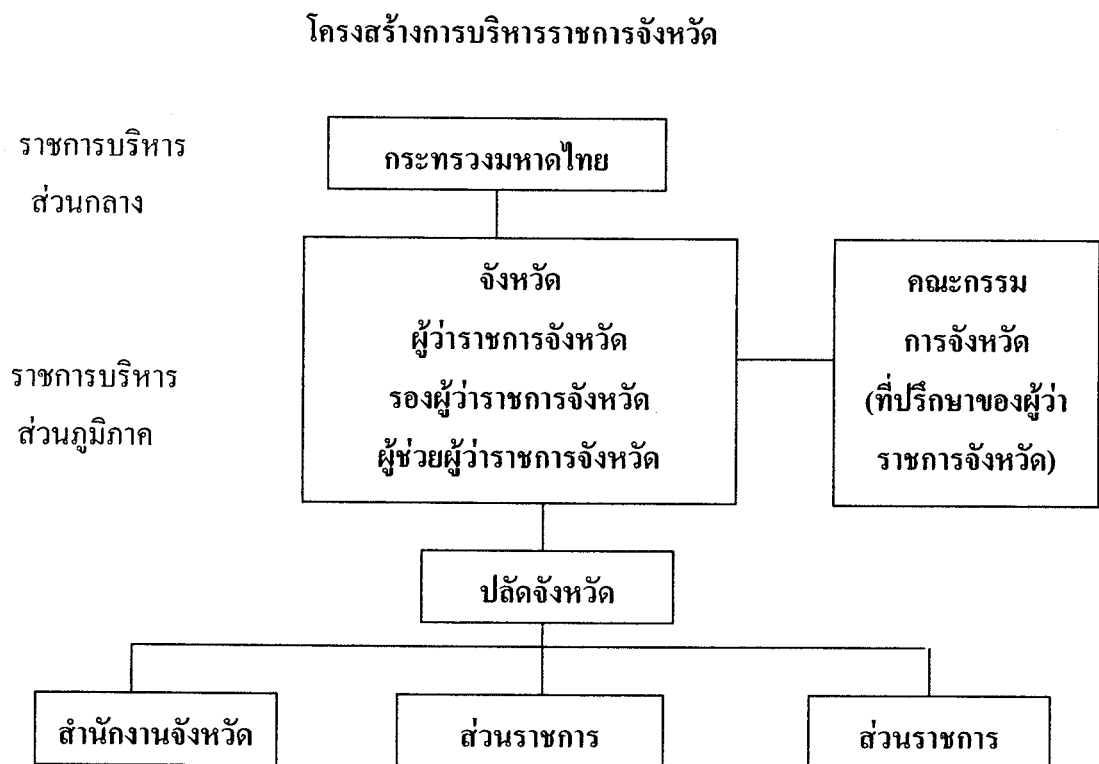 โครงสร้างการบริหารราชการจังหวัด
ราชการบริหาร
ส่วนกลาง
กระทรวงมหาดไทย
จังหวัด
ผู้ว่าราชการจังหวัด
รองผู้ว่าราชการจังหวัด
ผู้ช่วยผู้ว่าราชการจังหวัด
คณะกรรม
การจังหวัด
(ที่ปรึกษาของผู้ว่า
ราชการจังหวัด)
ราชการบริหาร
ส่วนภูมิภาค
ปลัดจังหวัด
สำนักงานจังหวัด
ส่วนราชการ
ส่วนราชการ